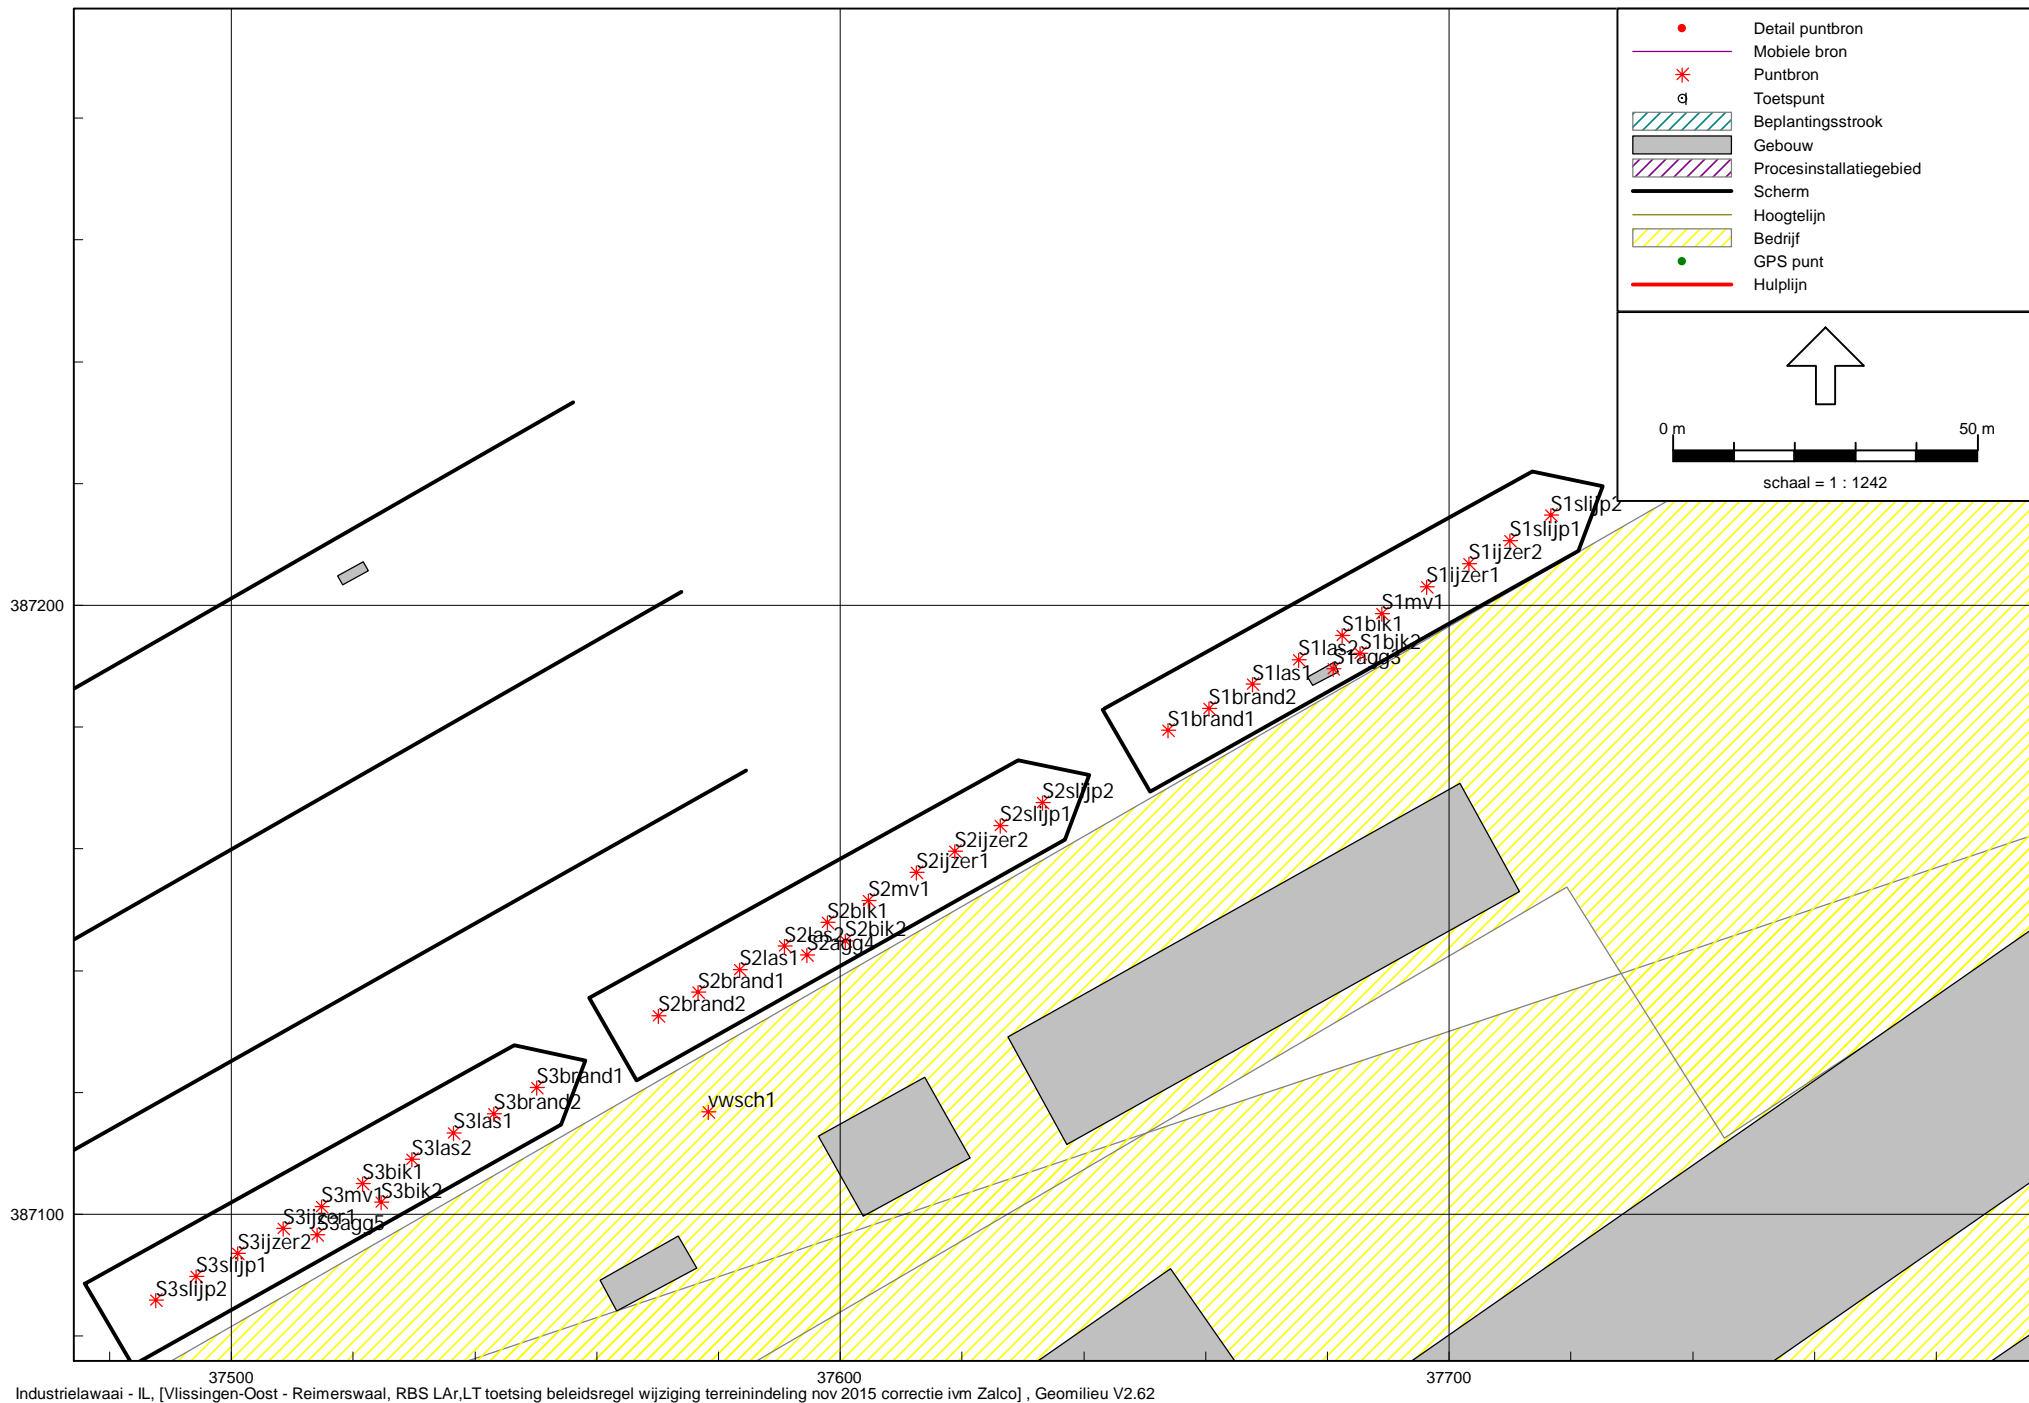 Detail puntbron
Mobiele bron
Puntbron
Toetspunt
Beplantingsstrook
Gebouw
Procesinstallatiegebied
Scherm
Hoogtelijn
Bedrijf
GPS punt
Hulplijn
0 m
50 m
schaal = 1 : 1242
S1slijp2
S1slijp1
S1ijzer2
S1ijzer1
S1mv1
S1bik1
S1bik2
S1las2
S1agg3
S1las1
S1brand2
S1brand1
387200
S2slijp2
S2slijp1
S2ijzer2
S2ijzer1
S2mv1
S2bik1
S2bik2
S2las2
S2agg4
S2las1
S2brand1
S2brand2
S3brand1
S3brand2
vwsch1
S3las1
S3las2
S3bik1
S3bik2
S3mv1
S3ijzer1
S3agg5
387100
S3ijzer2
S3slijp1
S3slijp2
37500
37600
37700
Industrielawaai - IL, [Vlissingen-Oost - Reimerswaal, RBS LAr,LT toetsing beleidsregel wijziging terreinindeling nov 2015 correctie ivm Zalco] , Geomilieu V2.62